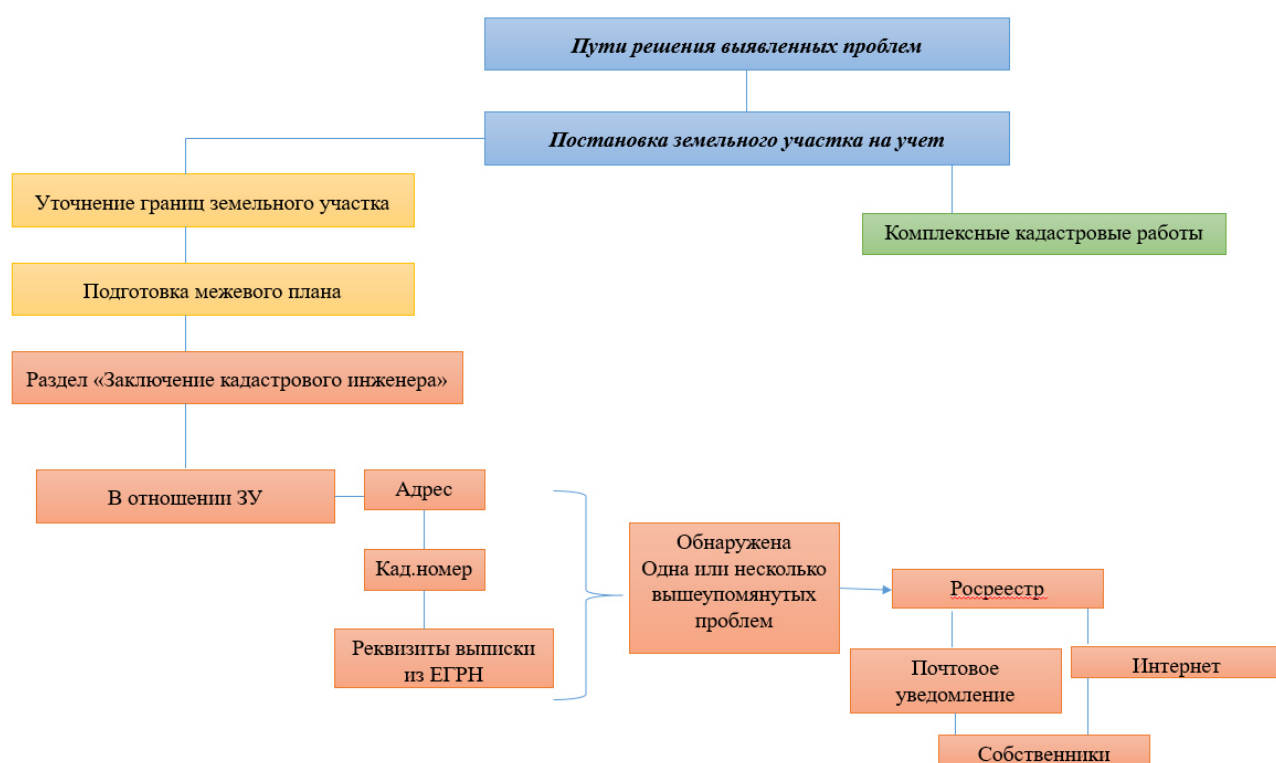 Пути решения выявленных проблем
Постановка земельного участка на учет
Уточнение границ земельного участка
Комплексные кадастровые работы
Подготовка межевого плана
Раздел «Заключение кадастрового инженера»
В отношении ЗУ
Адрес
Кад.номер
Реквизиты выписки
из ЕГРН
Обнаружена
Одна или несколько
вышеупомянутых
проблем
Росреестр
Почтовое
уведомление
Интернет
Собственники